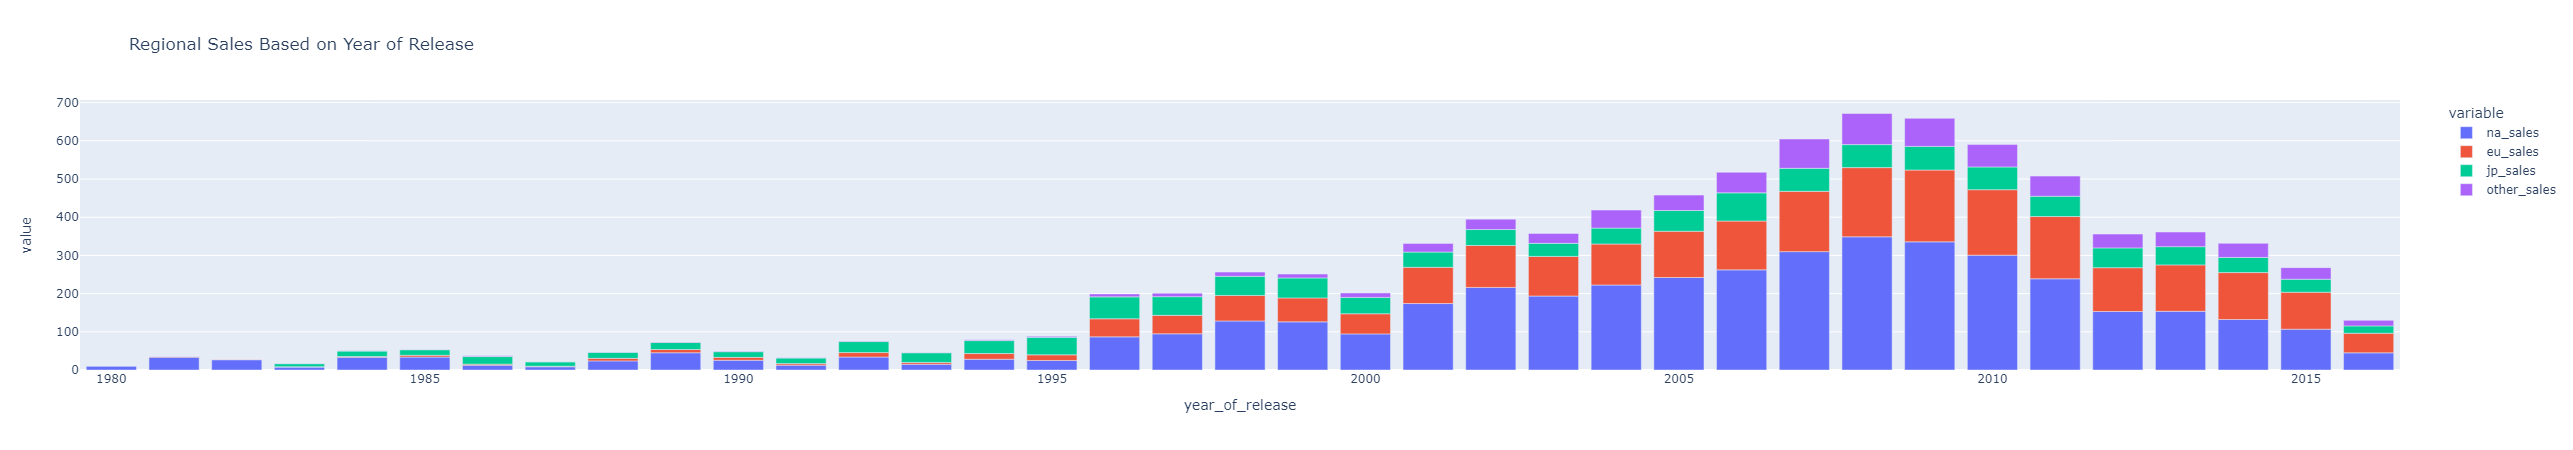 Regional Sales Based on Year of Release
700
600
500
400
300
200
100
0
value
1980
1985
1990
1995
2000
2005
2010
2015
year_of_release
variable
na_sales
eu_sales
jp_sales
other_sales